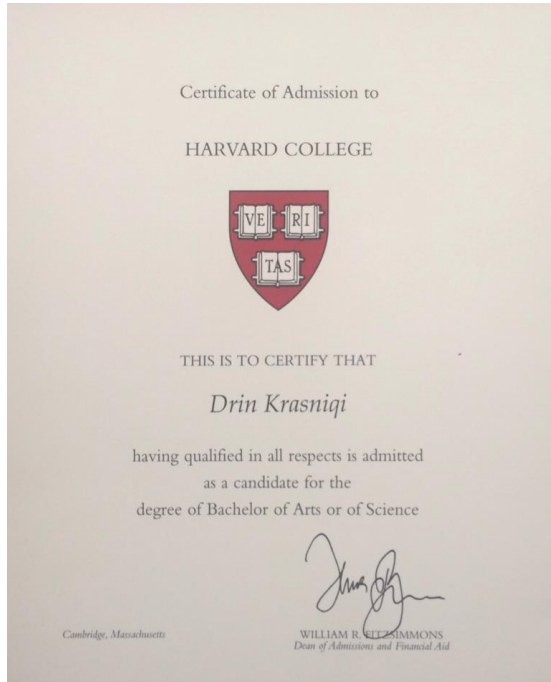 Certificate of Admission to
HARVARD COLLEGE
VE RI
TAS
THIS IS TO CERTIFY THAT
Drin Krasniqi
having qualified in all respects is admitted
as a candidate for the
degree of Bachelor of Arts or of Science
Cambridge, Massachusetts
WILLIAM R. FITZSIMMONS
Dean of Admissions and Financial Aid